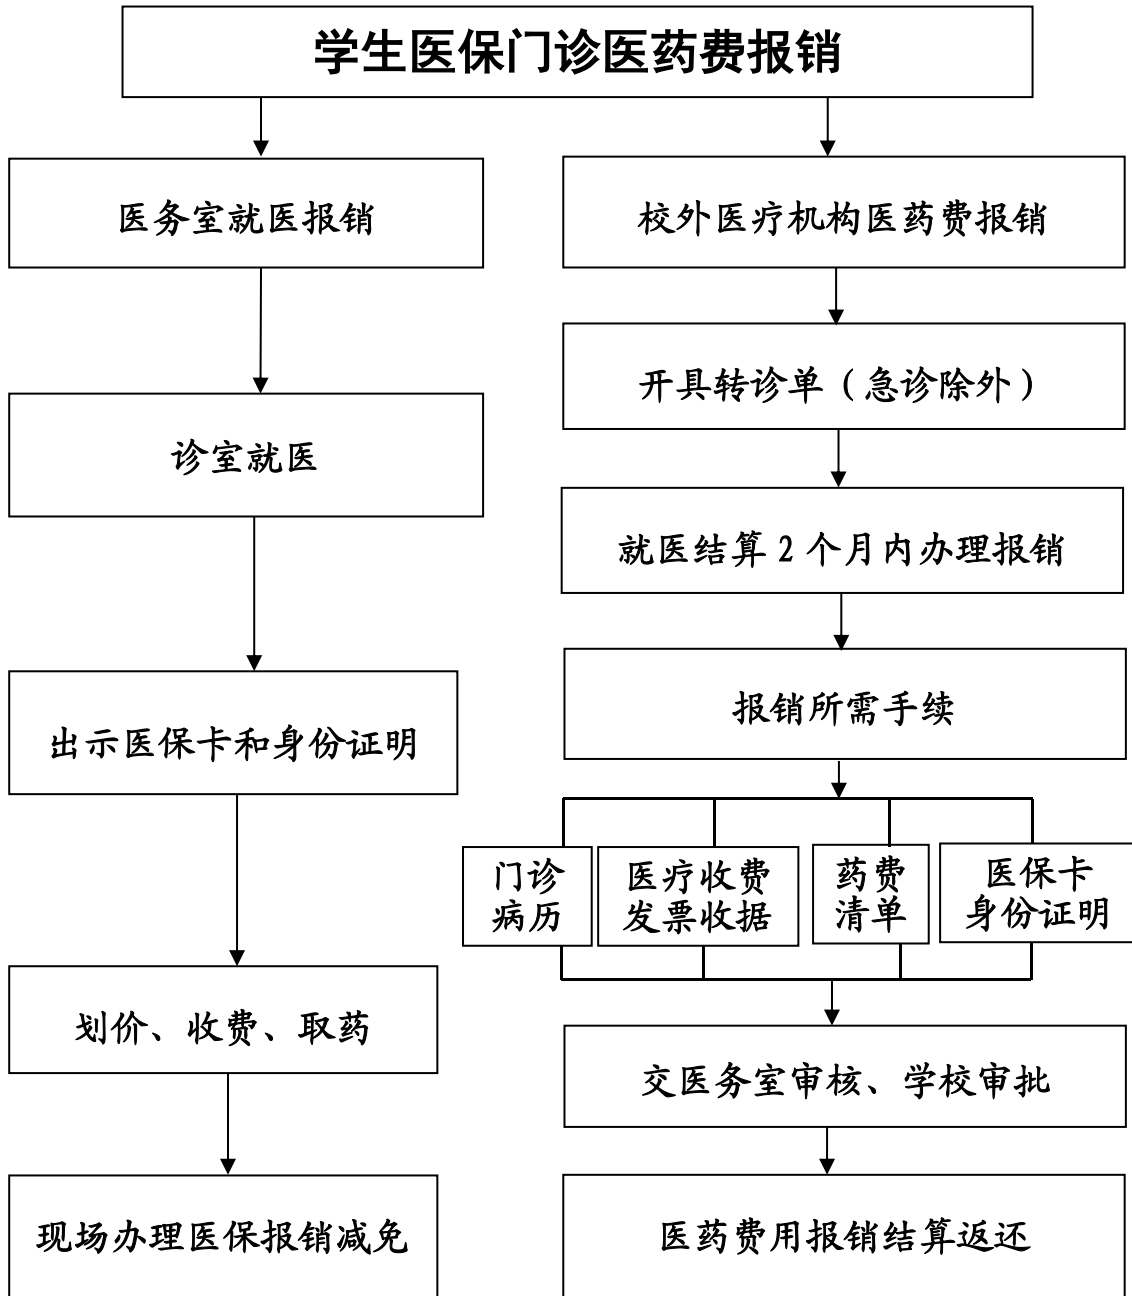 学生医保门诊医药费报销
医务室就医报销
诊室就医
出示医保卡和身份证明
划价、收费、取药
现场办理医保报销减免
校外医疗机构医药费报销
开具转诊单（急诊除外）
就医结算2个月内办理报销
报销所需手续
门诊
病历
医疗收费
发票收据
药费
清单
医保卡
身份证明
交医务室审核、学校审批
医药费用报销结算返还